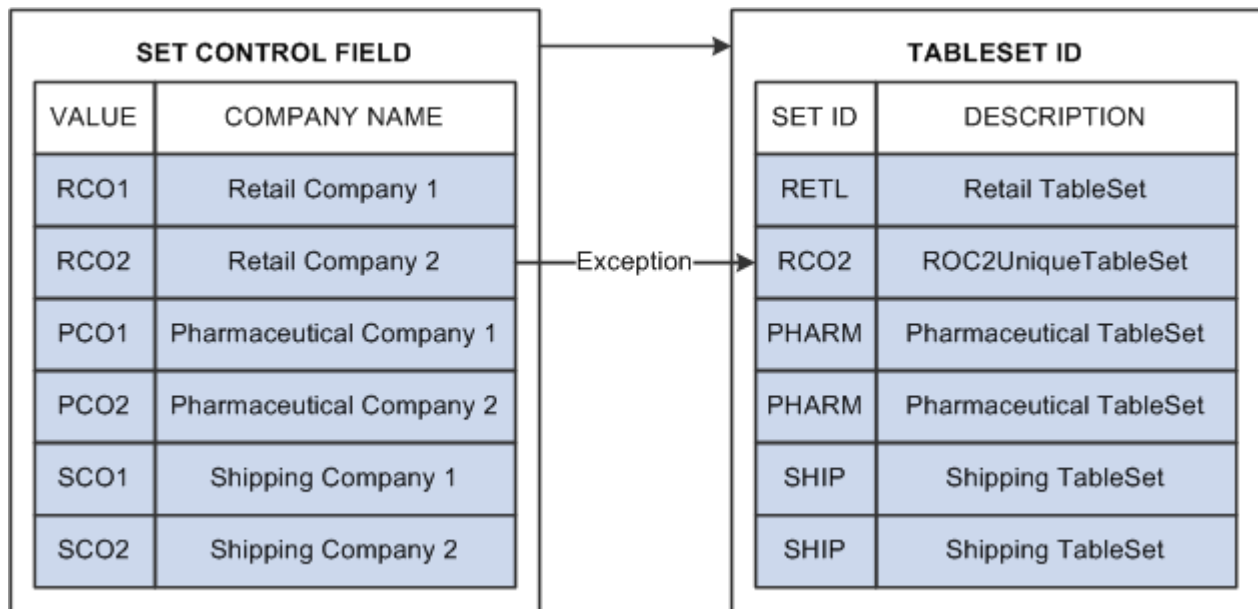 SET CONTROL FIELD
VALUE COMPANY NAME
RCO1 Retail Company 1
RCO2 Retail Company 2
PCO1 Pharmaceutical Company 1
PCO2 Pharmaceutical Company 2
SCO1 Shipping Company 1
SCO2 Shipping Company 2
Exception
TABLESET ID
SET ID DESCRIPTION
RETL Retail TableSet
RCO2 ROC2UniqueTableSet
PHARM Pharmaceutical TableSet
PHARM Pharmaceutical TableSet
SHIP Shipping TableSet
SHIP Shipping TableSet